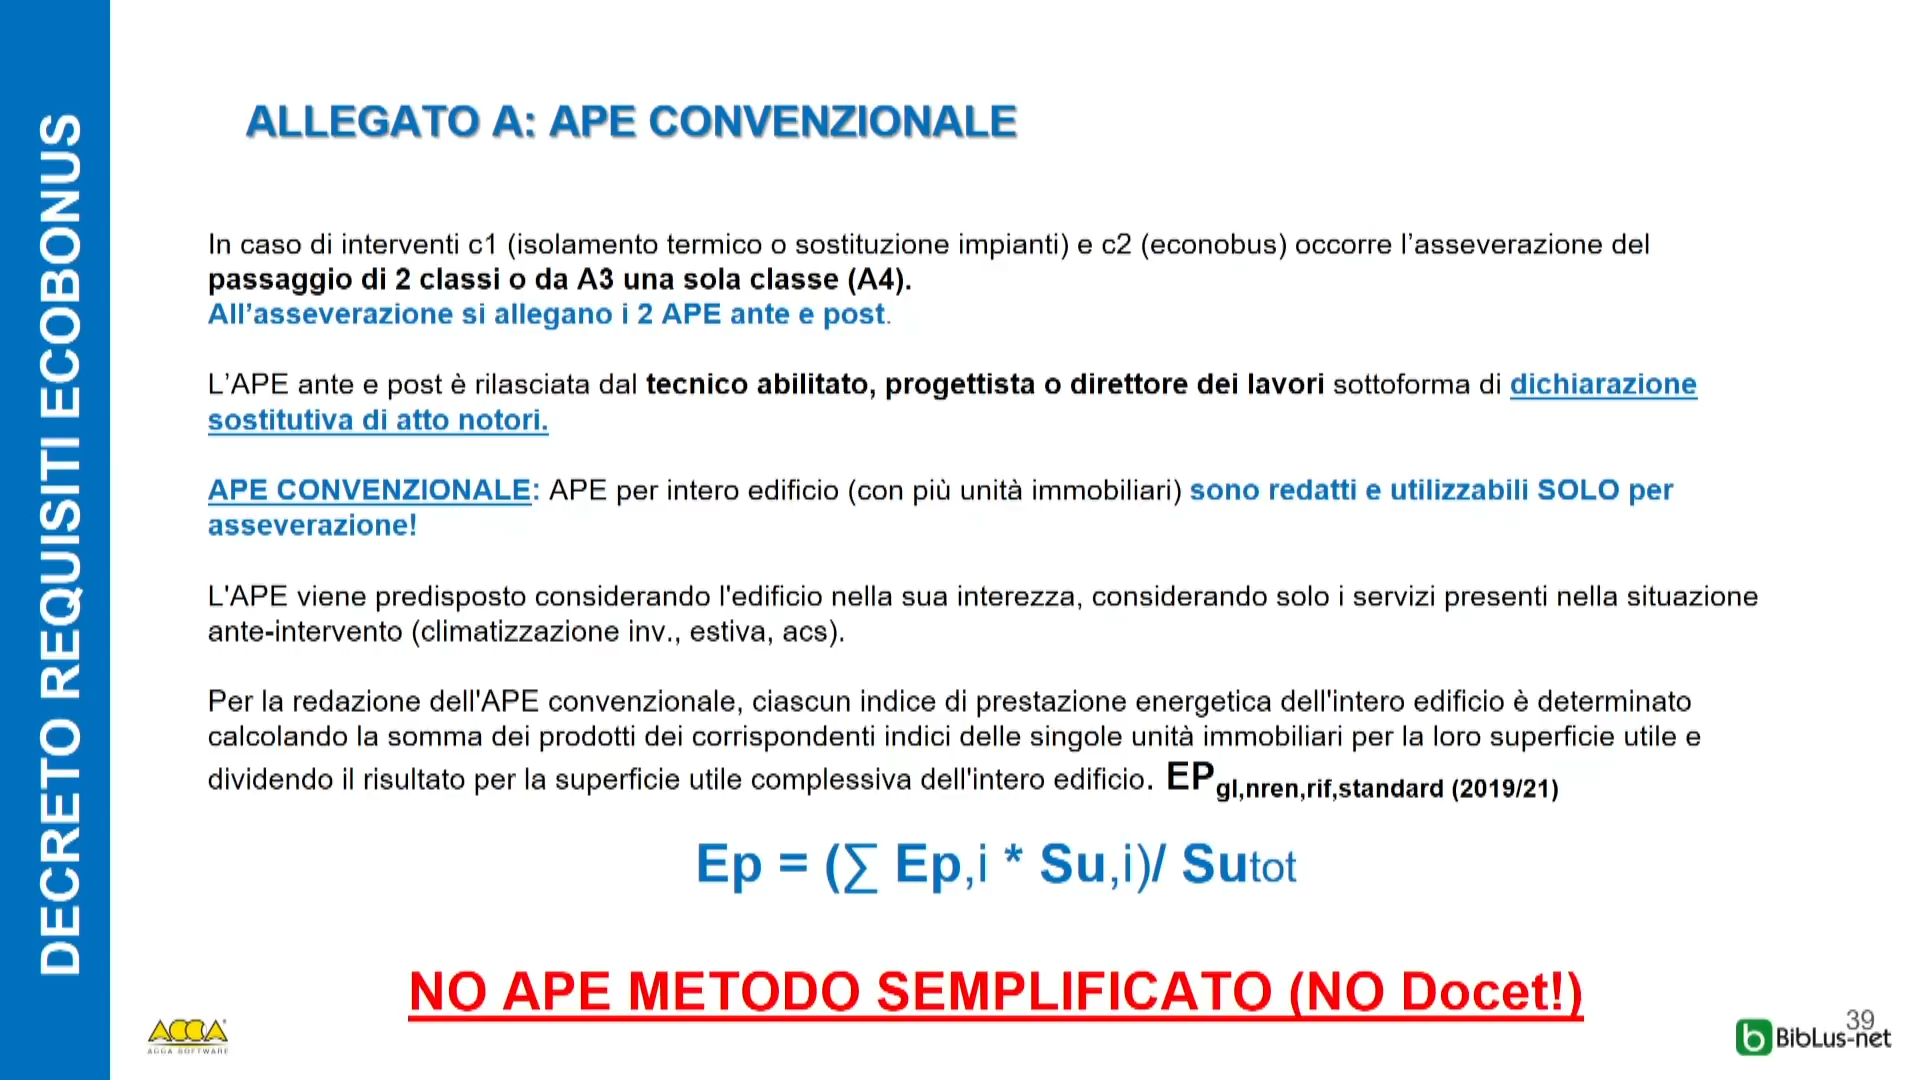 DECRETO REQUISITI ECOBONUS
ALLEGATO A: APE CONVENZIONALE
In caso di interventi c1 (isolamento termico o sostituzione impianti) e c2 (econobus) occorre l’asseverazione del
passaggio di 2 classi o da A3 una sola classe (A4).
All’asseverazione si allegano i 2 APE ante e post.
L’APE ante e post è rilasciata dal tecnico abilitato, progettista o direttore dei lavori sottoforma di dichiarazione
sostitutiva di atto notori.
APE CONVENZIONALE: APE per intero edificio (con più unità immobiliari) sono redatti e utilizzabili SOLO per
asseverazione!
L'APE viene predisposto considerando l'edificio nella sua interezza, considerando solo i servizi presenti nella situazione
ante-intervento (climatizzazione inv., estiva, acs).
Per la redazione dell'APE convenzionale, ciascun indice di prestazione energetica dell'intero edificio è determinato
calcolando la somma dei prodotti dei corrispondenti indici delle singole unità immobiliari per la loro superficie utile e
dividendo il risultato per la superficie utile complessiva dell'intero edificio. EPgl,nren,rif,standard (2019/21)
Ep = (∑ Ep,i * Su,i)/ Sutot
NO APE METODO SEMPLIFICATO (NO Docet!)
ACCA
ACCA SOFTWARE
39
b BibLus-net